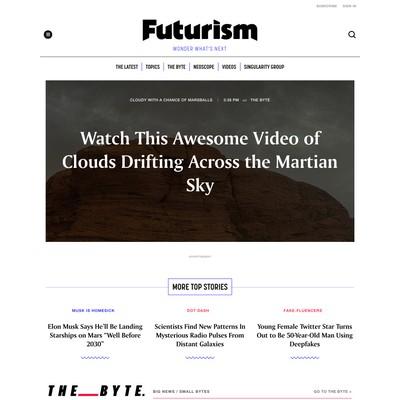 SUBSCRIBE SIGN IN
Futurism
WONDER WHAT'S NEXT
THE LATEST TOPICS THE BYTE NEOSCOPE VIDEOS SINGULARITY GROUP
CLOUDY WITH A CHANCE OF MARSBALLS | 3:38 PM on THE BYTE
Watch This Awesome Video of
Clouds Drifting Across the Martian
Sky
ADVERTISEMENT
MORE TOP STORIES
MUSK IS HOMESICK
Elon Musk Says He'll Be Landing
Starships on Mars "Well Before
2030"
DOT DASH
Scientists Find New Patterns In
Mysterious Radio Pulses From
Distant Galaxies
FAKE-FLUENCERS
Young Female Twitter Star Turns
Out to Be 50-Year-Old Man Using
Deepfakes
THE__BYTE. BIG NEWS / SMALL BYTES GO TO THE BYTE »